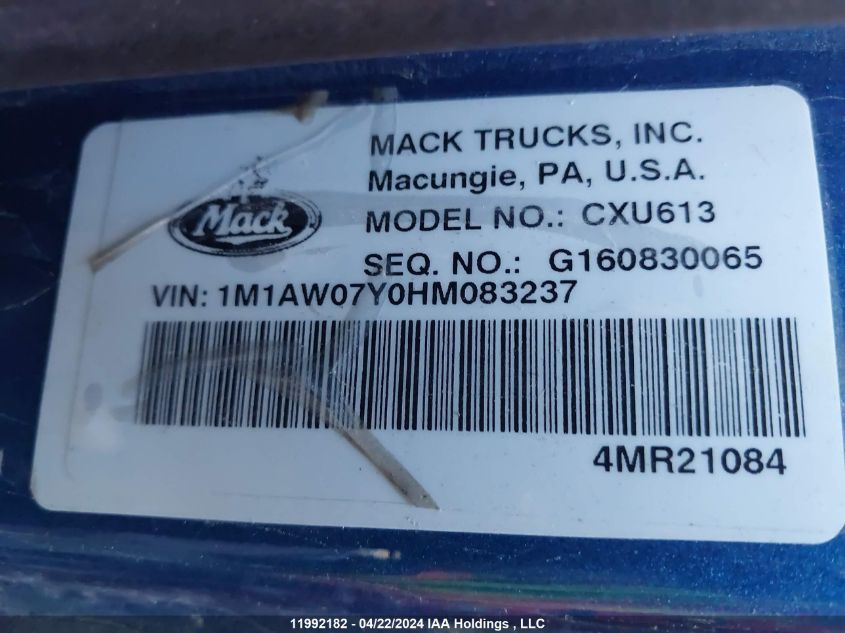 MACK TRUCKS, INC.
Macungie, PA, U.S.A.
Mack
MODEL NO.: CXU613
SEQ. NO.: G160830065
VIN: 1M1AW07Y0HM083237
4MR21084
11992182 - 04/22/2024 IAA Holdings , LLC